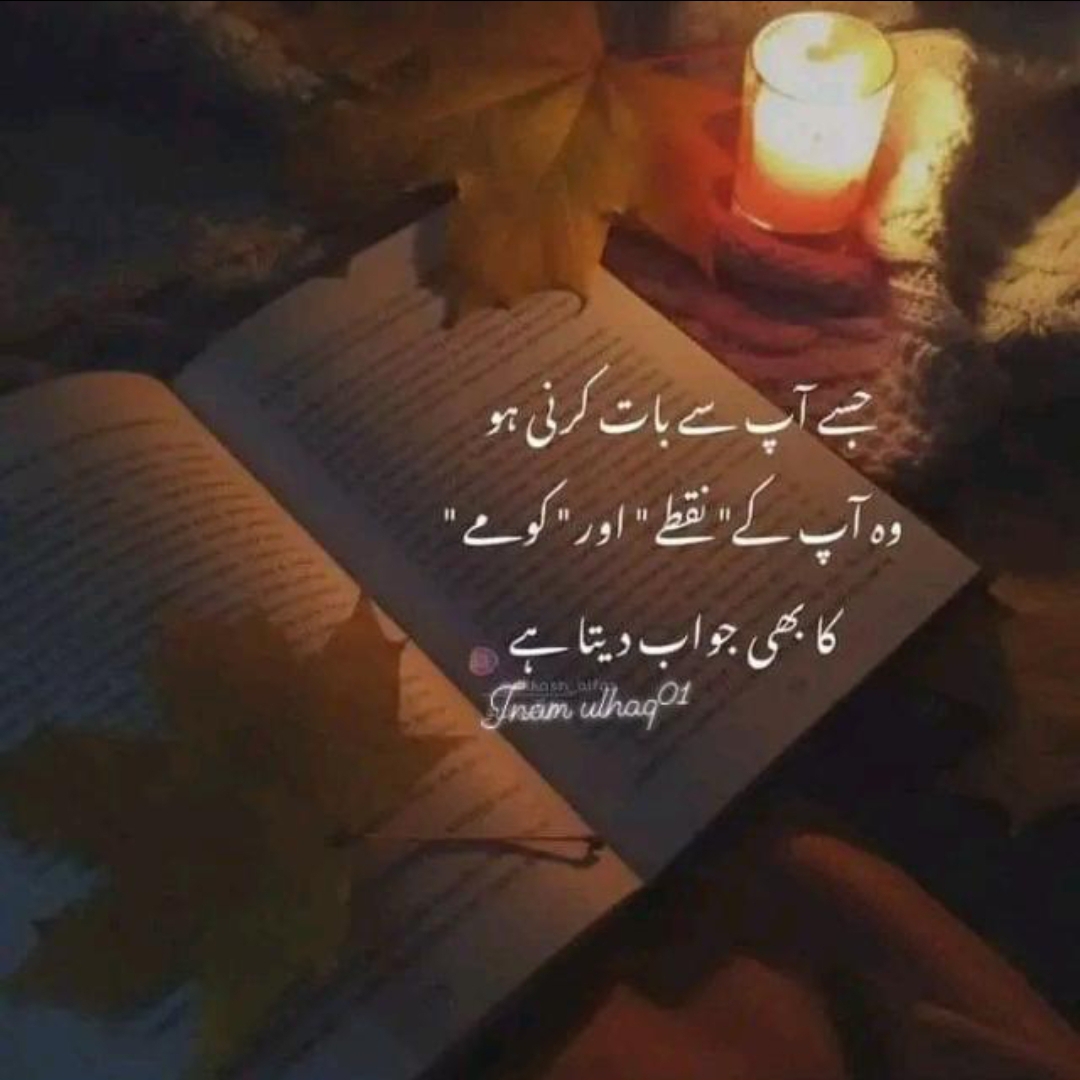 جسے آپ سے بات کرنی ہو
وہ آپ کے " نقطے " اور " کومے "
کا بھی جواب دیتا ہے
Inam ulhaq01